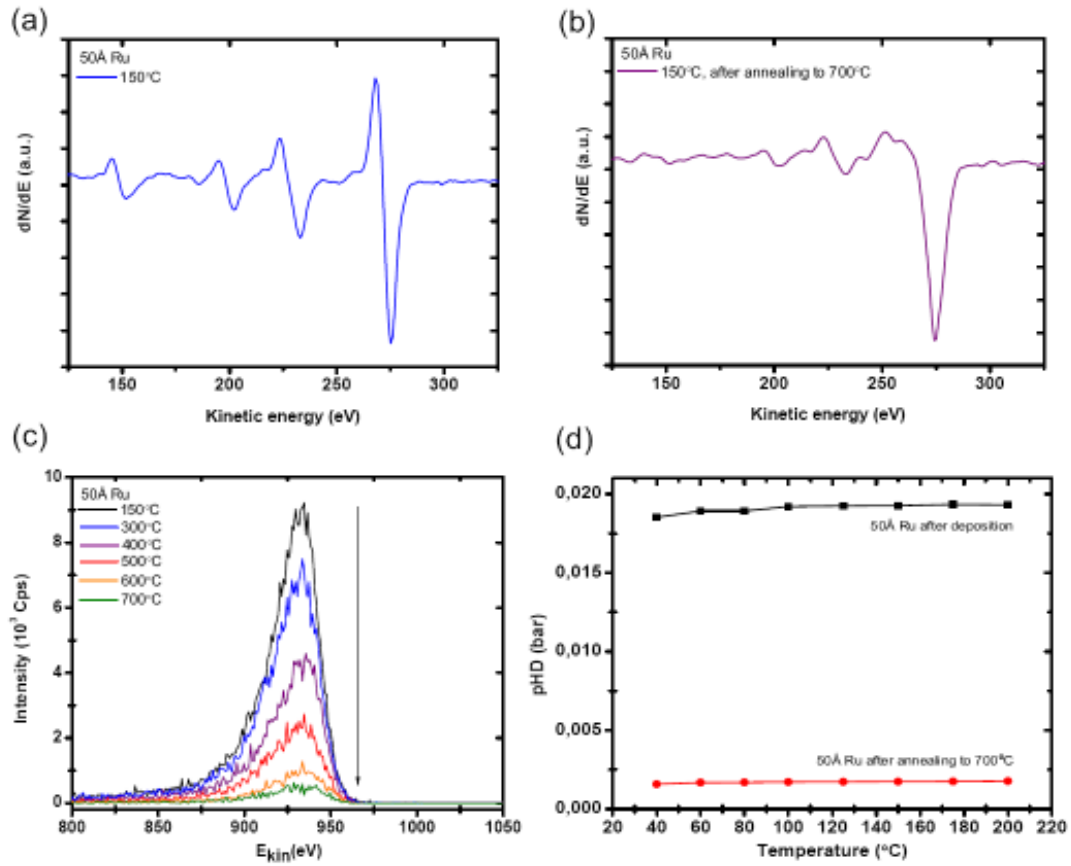 (a)
50Å Ru
150°C
dN/dE (a.u.)
150 200 250 300
Kinetic energy (eV)
(b)
50Å Ru
150°C, after annealing to 700°C
dN/dE (a.u.)
150 200 250 300
Kinetic energy (eV)
(c)
50Å Ru
150°C
300°C
400°C
500°C
600°C
700°C
10
8
6
4
2
0
Intensity (10³ Cps)
800 850 900 950 1000 1050
Ekin(eV)
(d)
0,020
0,015
0,010
0,005
0,000
pHD (bar)
50Å Ru after deposition
50Å Ru after annealing to 700°C
20 40 60 80 100 120 140 160 180 200 220
Temperature (°C)